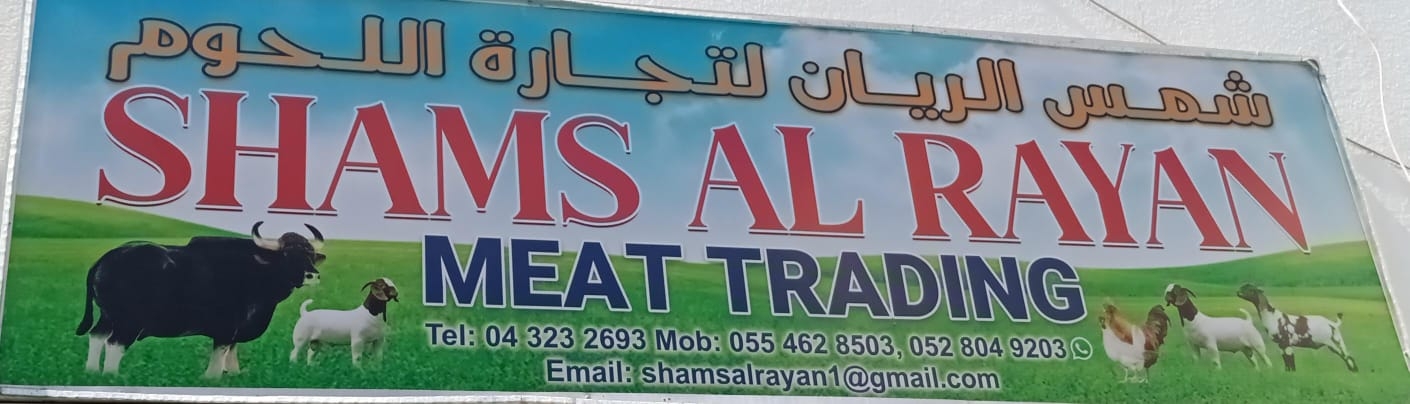 شمس الريان لتجارة اللحوم
SHAMS AL RAYAN
MEAT TRADING
Tel: 04 323 2693 Mob: 055 462 8503, 052 804 9203
Email: shamsalrayan1@gmail.com